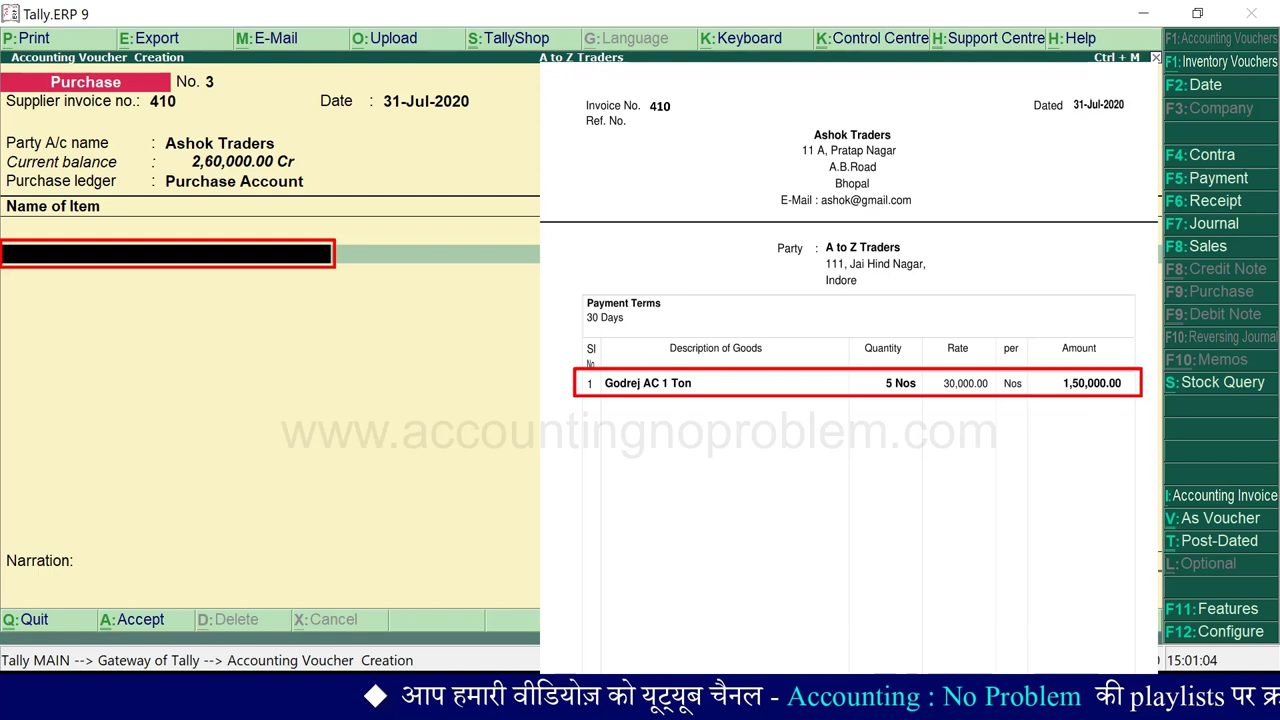 Tally.ERP 9
P:Print E:Export M:E-Mail O:Upload S:TallyShop G:Language K:Keyboard K:Control Centre H:Support Centre H:Help
Accounting Voucher Creation
Purchase No. 3
Supplier invoice no.: 410 Date : 31-Jul-2020
Party A/c name : Ashok Traders
Current balance : 2,60,000.00 Cr
Purchase ledger : Purchase Account
Name of Item
Narration:
Q:Quit A:Accept D:Delete X:Cancel
Tally MAIN --> Gateway of Tally --> Accounting Voucher Creation
A to Z Traders Ctrl + M
Invoice No. 410 Dated 31-Jul-2020
Ref. No.
Ashok Traders
11 A, Pratap Nagar
A.B.Road
Bhopal
E-Mail : ashok@gmail.com
Party : A to Z Traders
111, Jai Hind Nagar,
Indore
Payment Terms
30 Days
Sl Description of Goods Quantity Rate per Amount
No.
1 Godrej AC 1 Ton 5 Nos 30,000.00 Nos 1,50,000.00
www.accountingnoproblem.com
F1:Accounting Vouchers
F1:Inventory Vouchers
F2:Date
F3:Company
F4:Contra
F5:Payment
F6:Receipt
F7:Journal
F8:Sales
F8:Credit Note
F9:Purchase
F9:Debit Note
F10:Reversing Journal
F10:Memos
S:Stock Query
I:Accounting Invoice
V:As Voucher
T:Post-Dated
L:Optional
F11:Features
F12:Configure
15:01:04
◆ आप हमारी वीडियोज़ को यूट्यूब चैनल - Accounting : No Problem की playlists पर